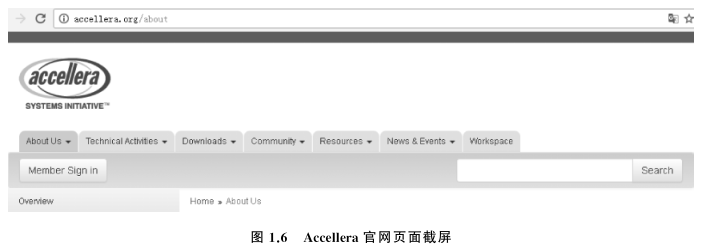 accellera.org/about
accellera
SYSTEMS INITIATIVE™
About Us Technical Activities Downloads Community Resources News & Events Workspace
Member Sign in Search
Overview Home » About Us
图 1.6 Accellera 官网页面截屏